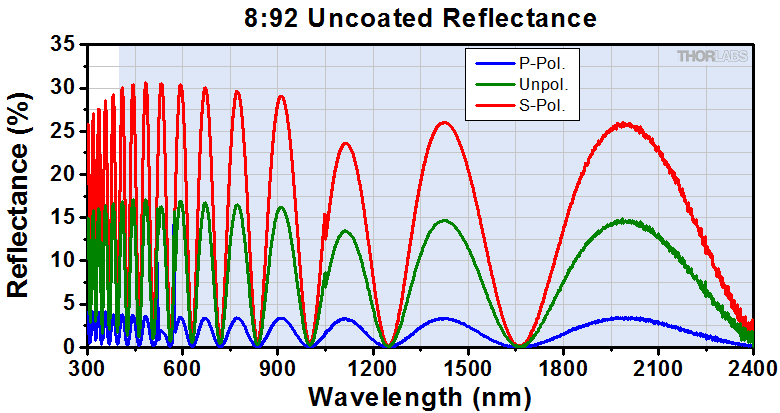 8:92 Uncoated Reflectance
THORLABS
P-Pol.
Unpol.
S-Pol.
Reflectance (%)
35
30
25
20
15
10
5
0
300 600 900 1200 1500 1800 2100 2400
Wavelength (nm)